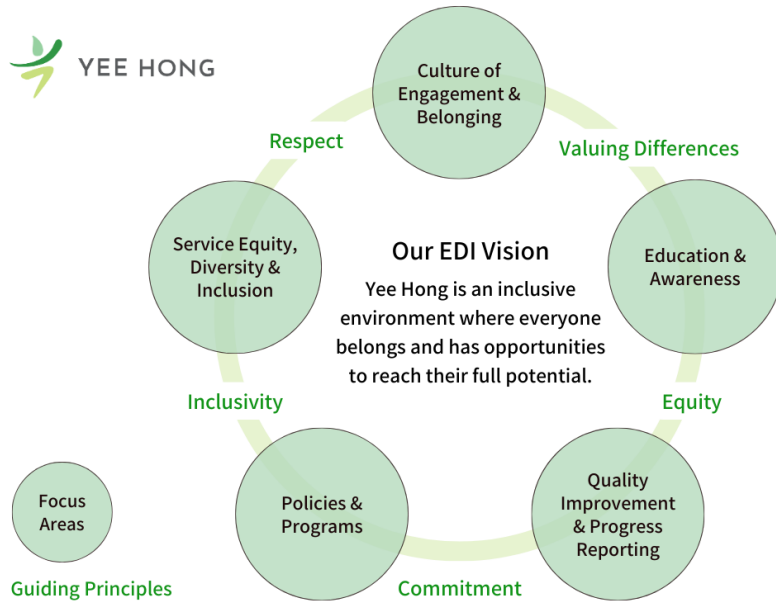 YEE HONG
Culture of
Engagement &
Belonging
Respect
Valuing Differences
Service Equity,
Diversity &
Inclusion
Our EDI Vision
Yee Hong is an inclusive
environment where everyone
belongs and has opportunities
to reach their full potential.
Education &
Awareness
Inclusivity
Equity
Focus
Areas
Policies &
Programs
Quality
Improvement
& Progress
Reporting
Guiding Principles
Commitment